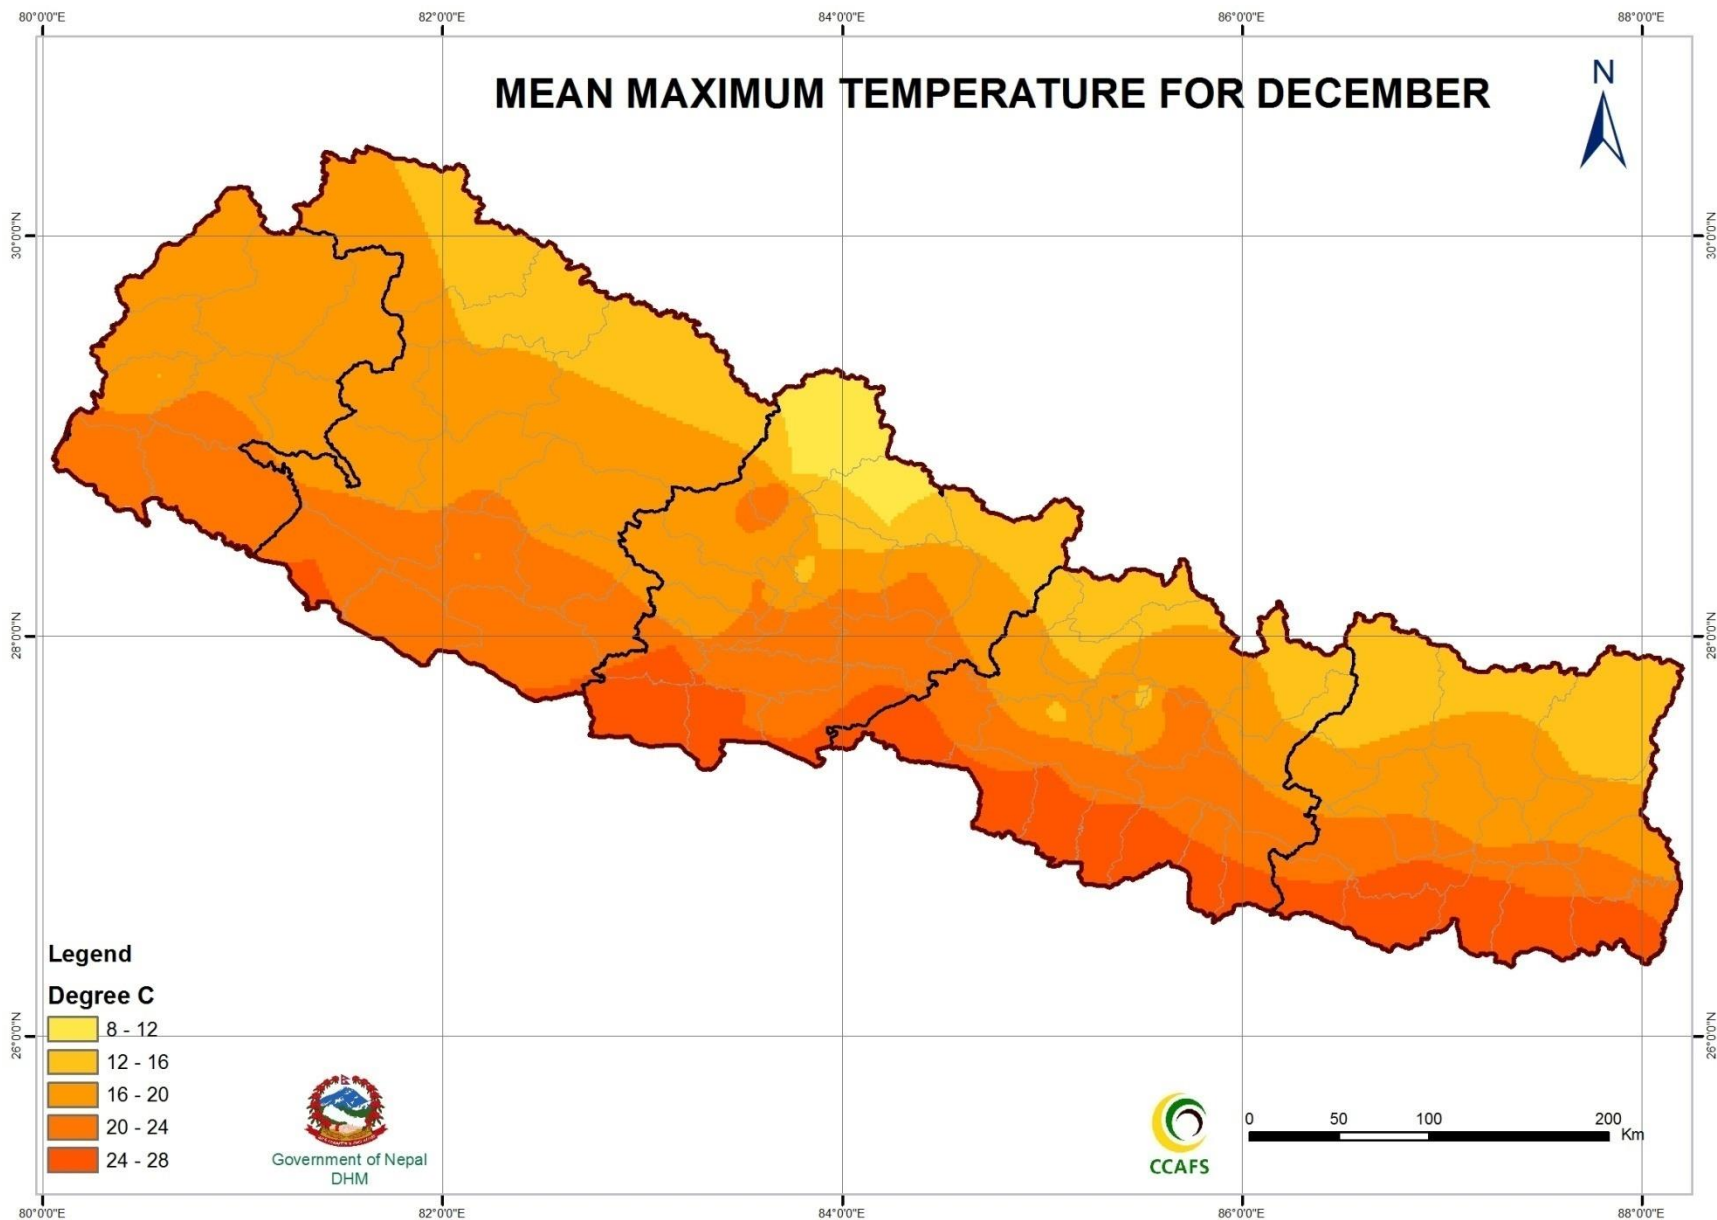 80°0'0"E 82°0'0"E 84°0'0"E 86°0'0"E 88°0'0"E
MEAN MAXIMUM TEMPERATURE FOR DECEMBER
N
30°0'0"N 30°0'0"N
28°0'0"N 28°0'0"N
Legend
Degree C
8 - 12
12 - 16
16 - 20
20 - 24
24 - 28
26°0'0"N 26°0'0"N
Government of Nepal
DHM
CCAFS
0 50 100 200
Km
80°0'0"E 82°0'0"E 84°0'0"E 86°0'0"E 88°0'0"E